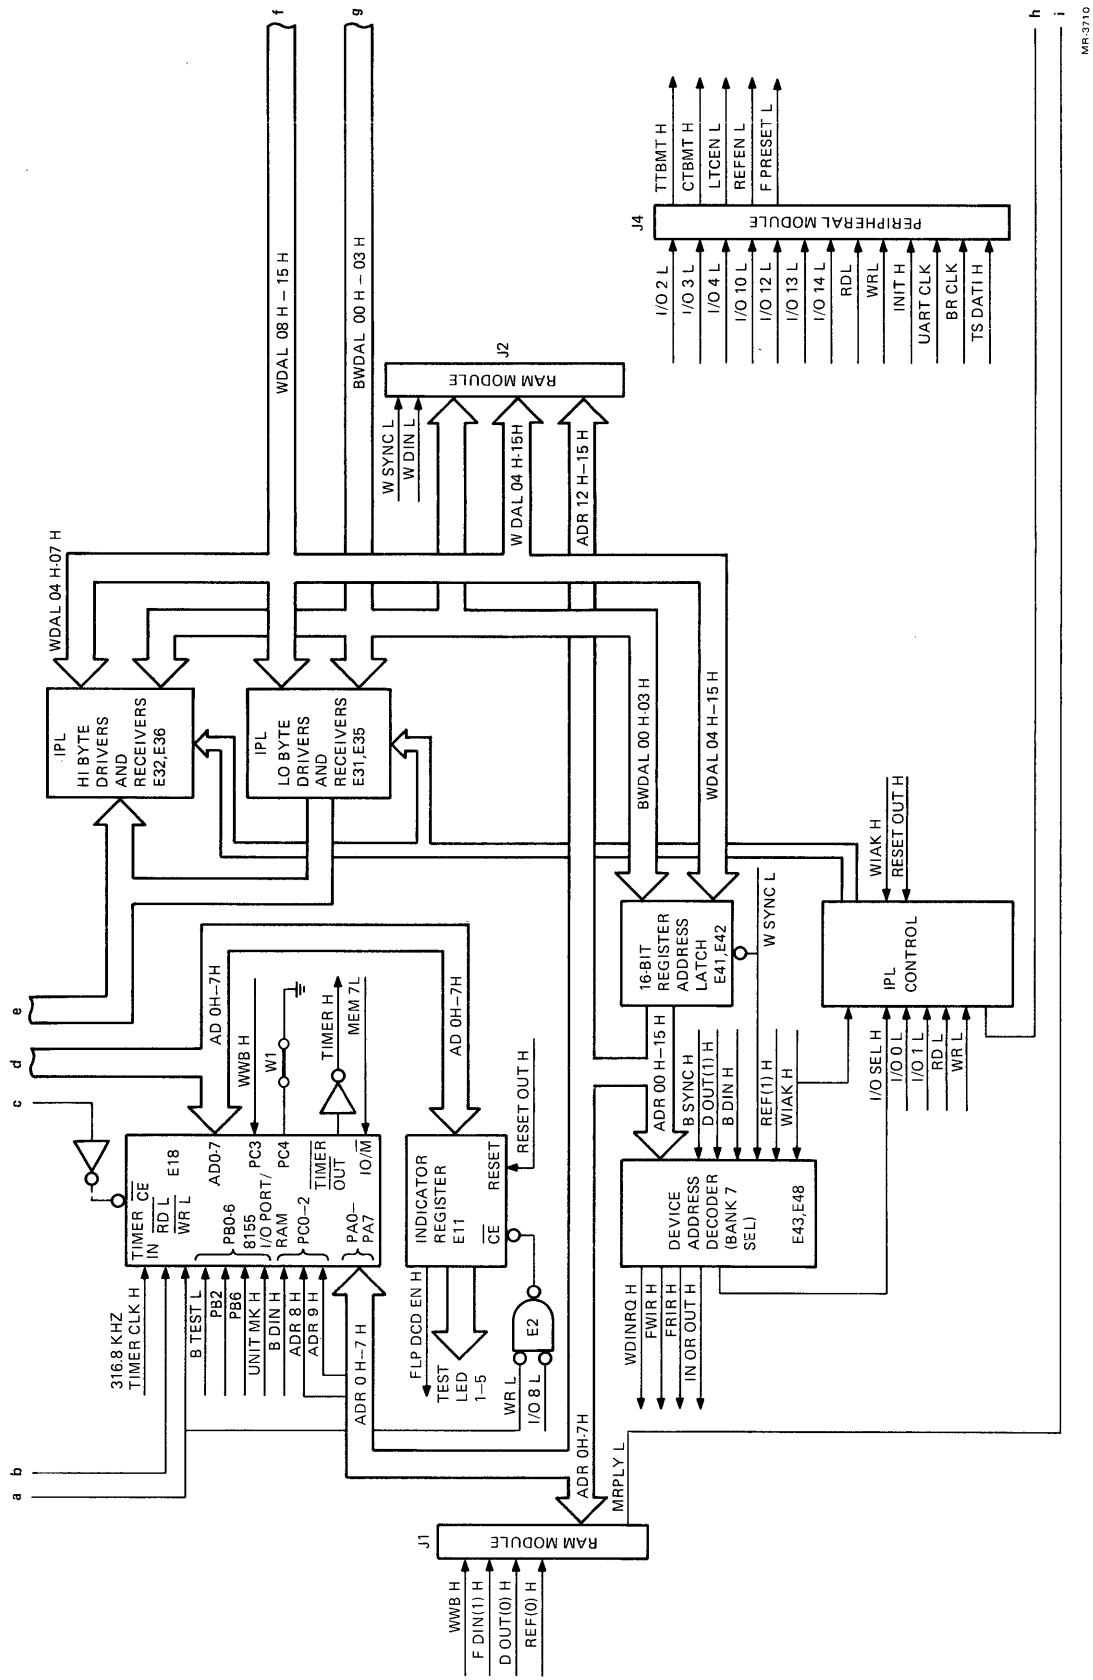 a
b
c
d
e
f
g
h
i
316.8 KHZ
TIMER CLK H
B TEST L
PB2
PB6
UNIT MK H
B DIN H
ADR 8 H
ADR 9 H
ADR 0 H–7 H
TIMER CE
IN RD L
WR L
E18
PB0-6
8155
I/O PORT/
RAM
PC0–2
PA0–
PA7
AD0-7
PC3
PC4
TIMER
OUT
IO/M
AD 0H–7H
WWB H
W1
TIMER H
MEM 7L
INDICATOR
REGISTER
E11
CE
RESET
AD 0H–7H
RESET OUT H
FLP DCD EN H
TEST
LED
1–5
WR L
I/O 8 L
E2
IPL
HI BYTE
DRIVERS
AND
RECEIVERS
E32,E36
IPL
LO BYTE
DRIVERS
AND
RECEIVERS
E31,E35
WDAL 04 H-07 H
WDAL 08 H – 15 H
BWDAL 00 H – 03 H
J2
RAM MODULE
W SYNC L
W DIN L
W DAL 04 H-15H
ADR 12 H–15 H
J1
RAM MODULE
WWB H
F DIN(1) H
D OUT(0) H
REF(0) H
ADR 0H-7H
MRPLY L
16-BIT
REGISTER
ADDRESS
LATCH
E41,E42
BWDAL 00 H-03 H
WDAL 04 H–15 H
W SYNC L
ADR 00 H–15 H
B SYNC H
D OUT(1) H
B DIN H
REF(1) H
WIAK H
DEVICE
ADDRESS
DECODER
(BANK 7
SEL)
E43,E48
WDINRQ H
FWIR H
FRIR H
IN OR OUT H
IPL
CONTROL
WIAK H
RESET OUT H
I/O SEL H
I/O 0 L
I/O 1 L
RD L
WR L
J4
PERIPHERAL MODULE
I/O 2 L
I/O 3 L
I/O 4 L
I/O 10 L
I/O 12 L
I/O 13 L
I/O 14 L
RDL
WRL
INIT H
UART CLK
BR CLK
TS DATI H
TTBMT H
CTBMT H
LTCEN L
REFEN L
F PRESET L
MR-3710